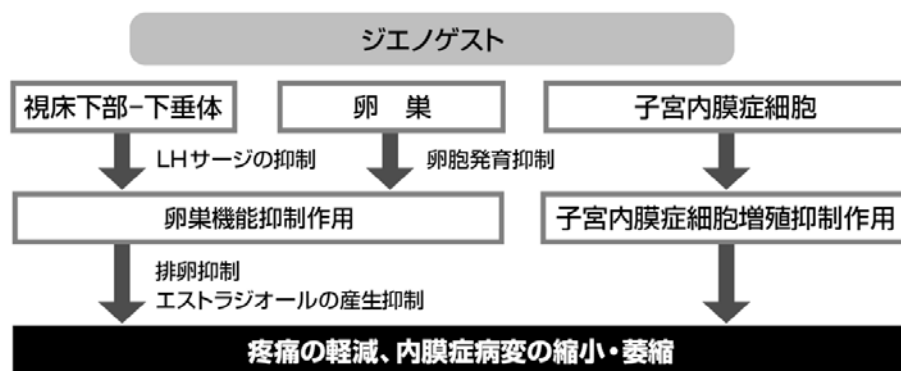 ジエノゲスト
視床下部−下垂体
卵　巣
子宮内膜症細胞
LHサージの抑制
卵胞発育抑制
卵巣機能抑制作用
子宮内膜症細胞増殖抑制作用
排卵抑制
エストラジオールの産生抑制
疼痛の軽減、内膜症病変の縮小・萎縮